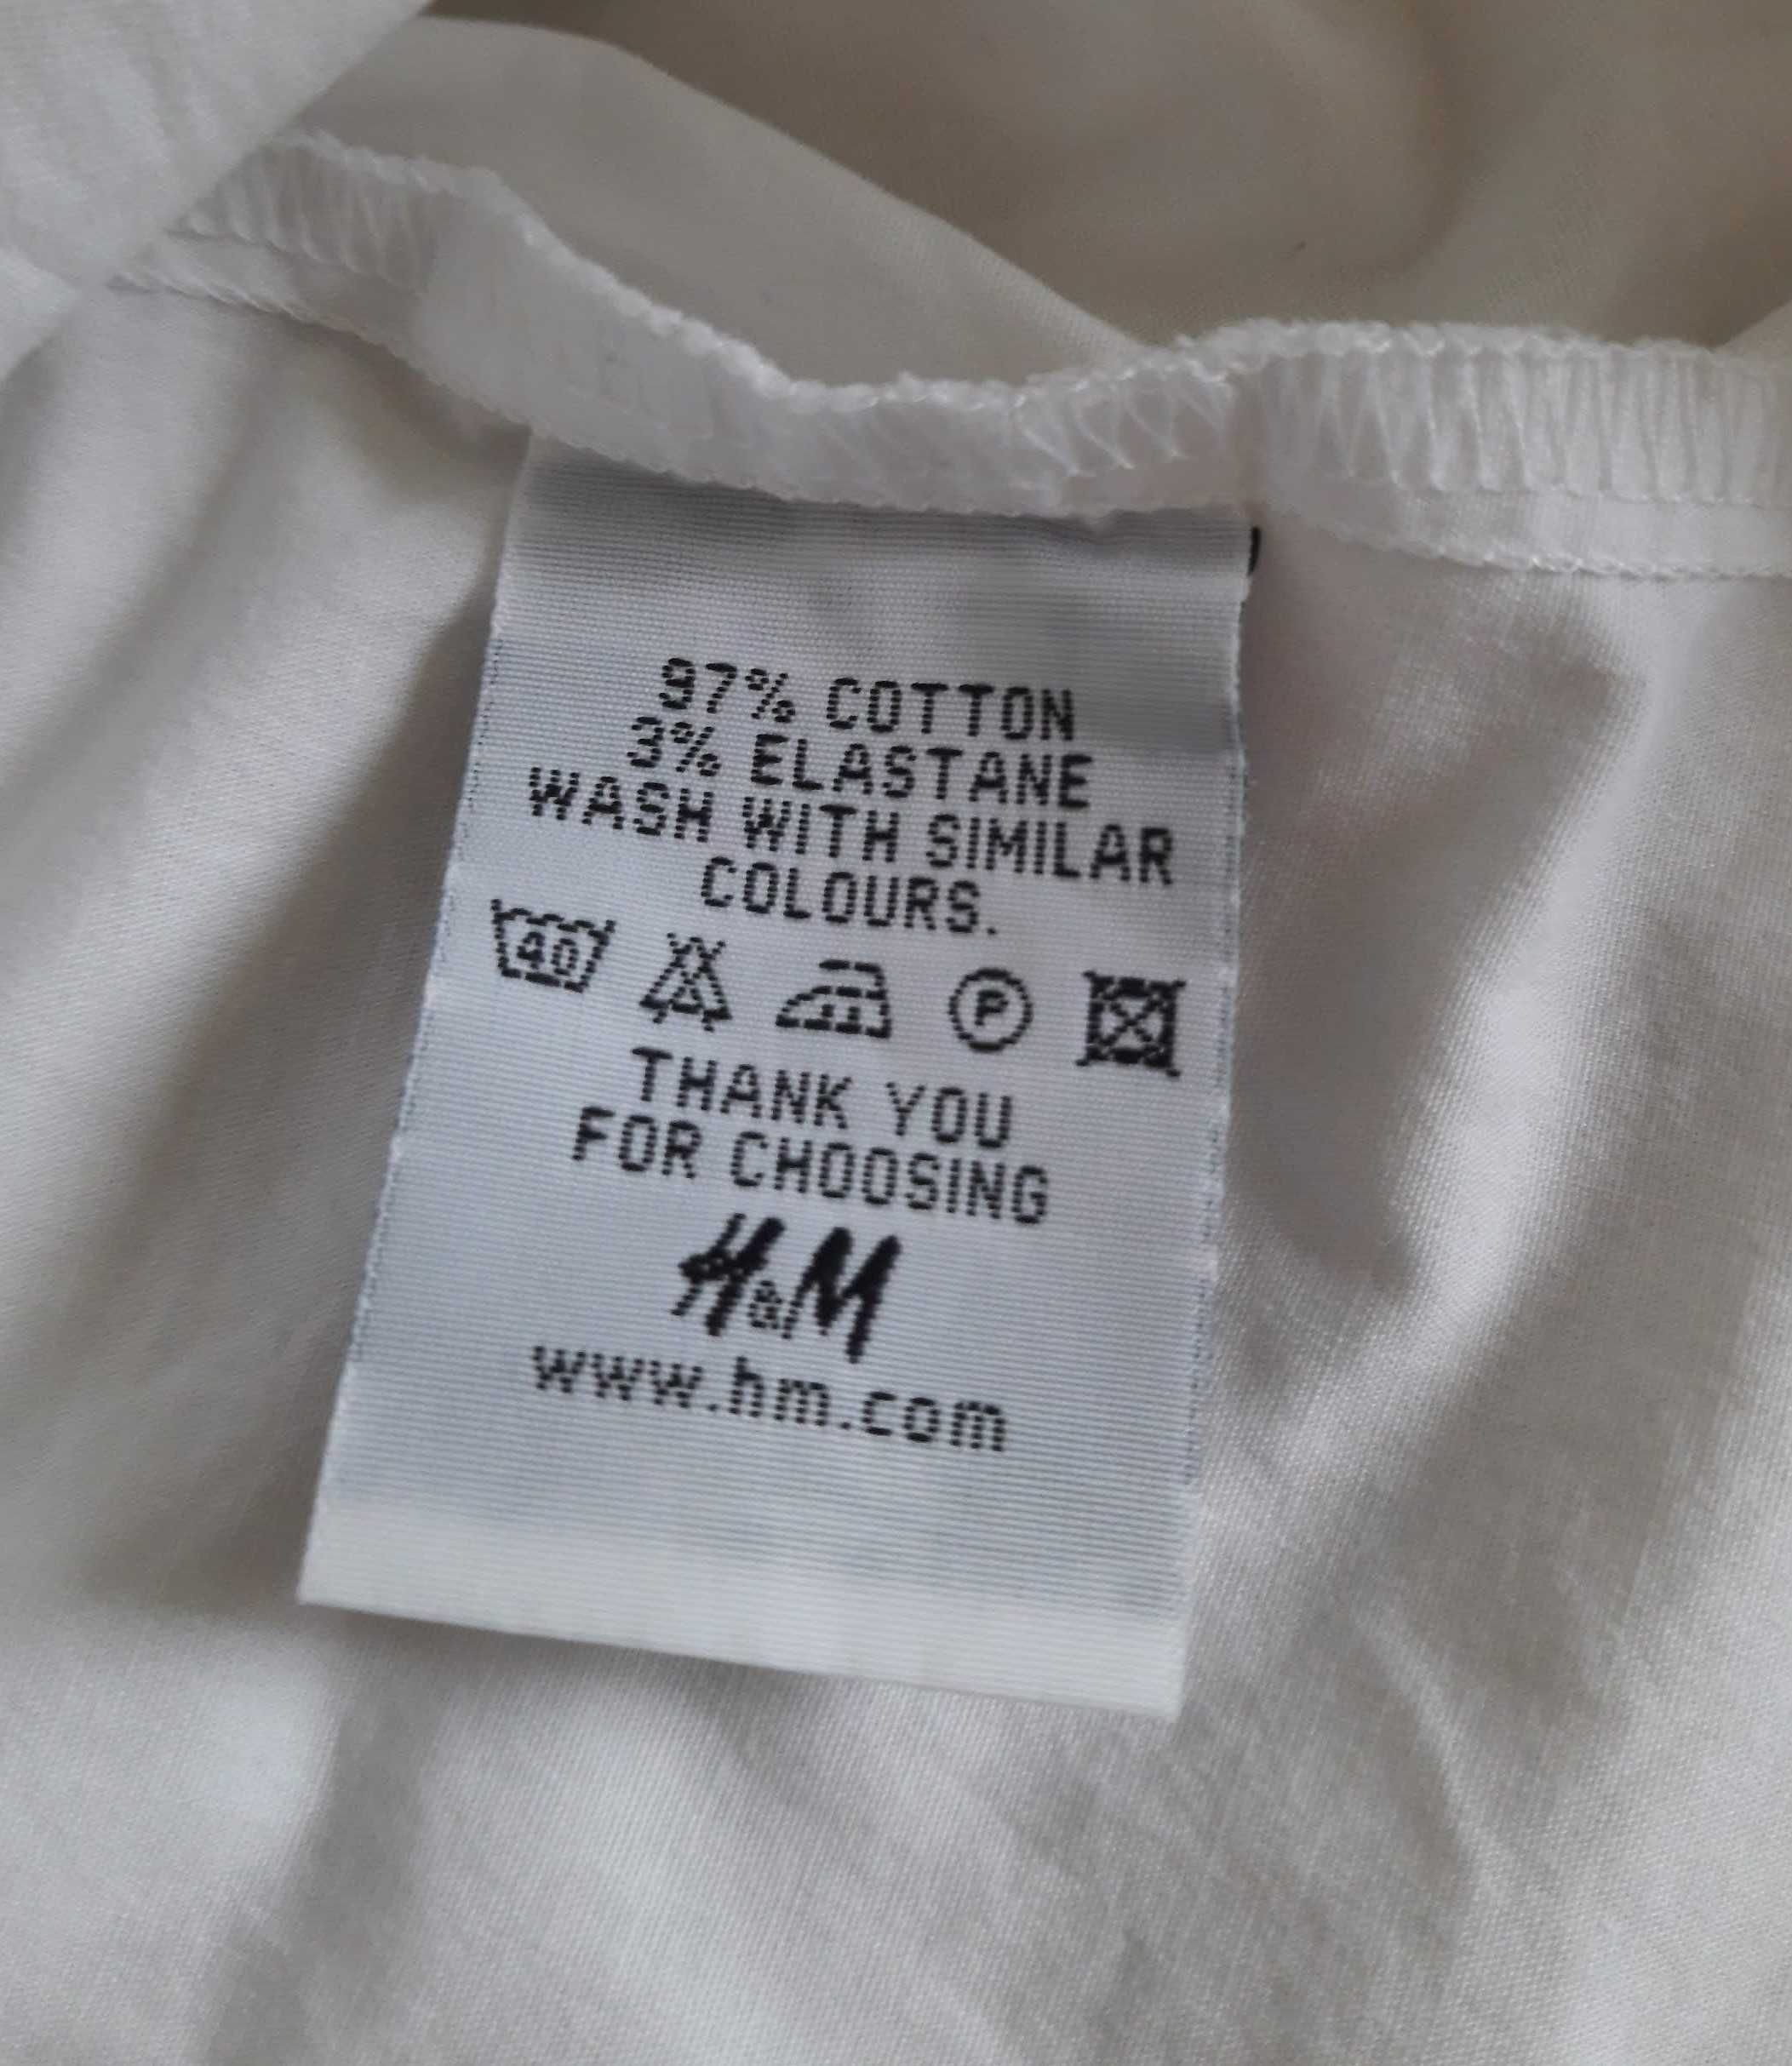 97% COTTON
3% ELASTANE
WASH WITH SIMILAR
COLOURS.
40 P
THANK YOU
FOR CHOOSING
H&M
www.hm.com